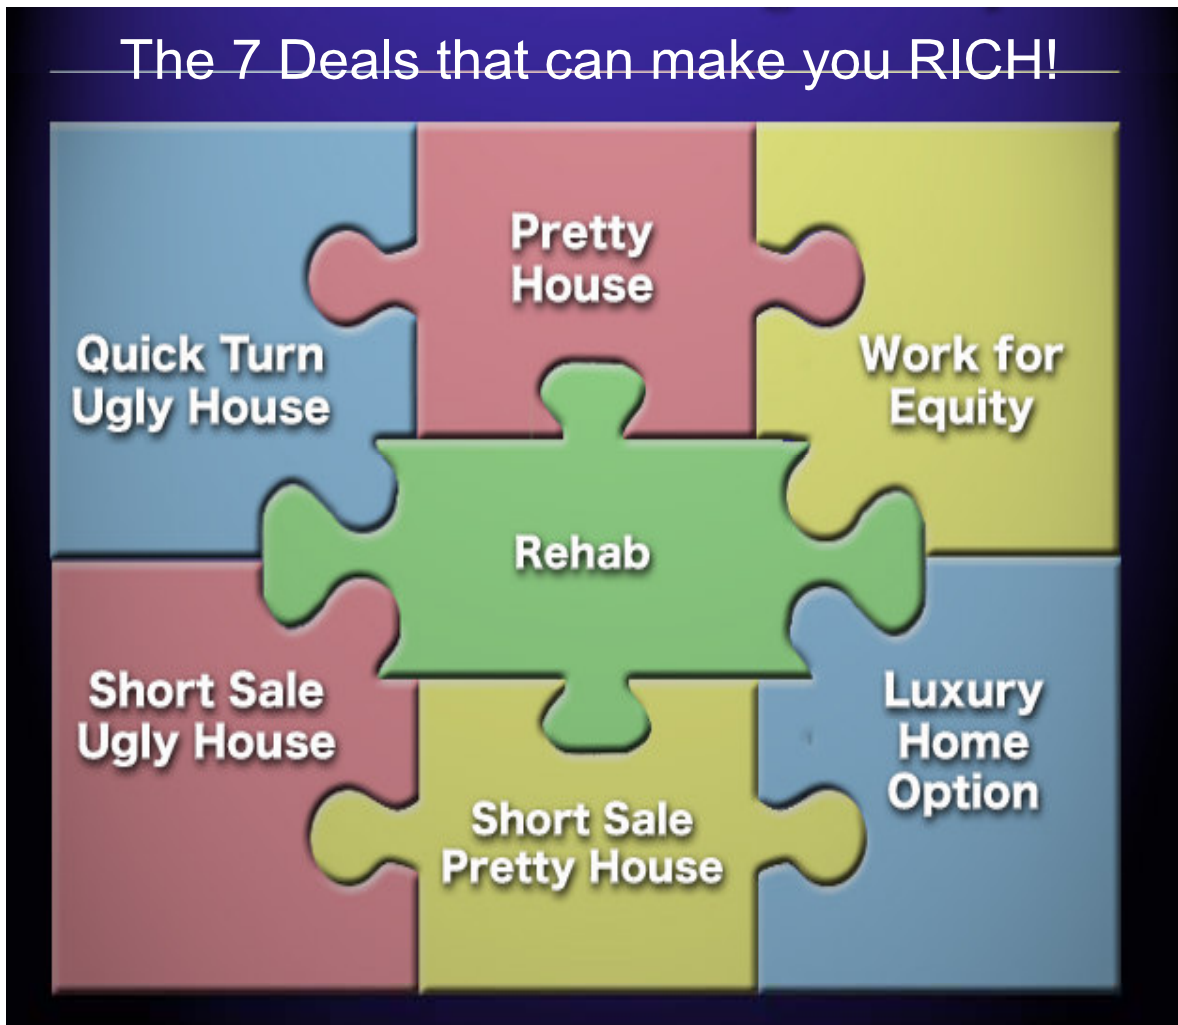 The 7 Deals that can make you RICH!
Pretty
House
Quick Turn
Ugly House
Work for
Equity
Rehab
Short Sale
Ugly House
Luxury
Home
Option
Short Sale
Pretty House